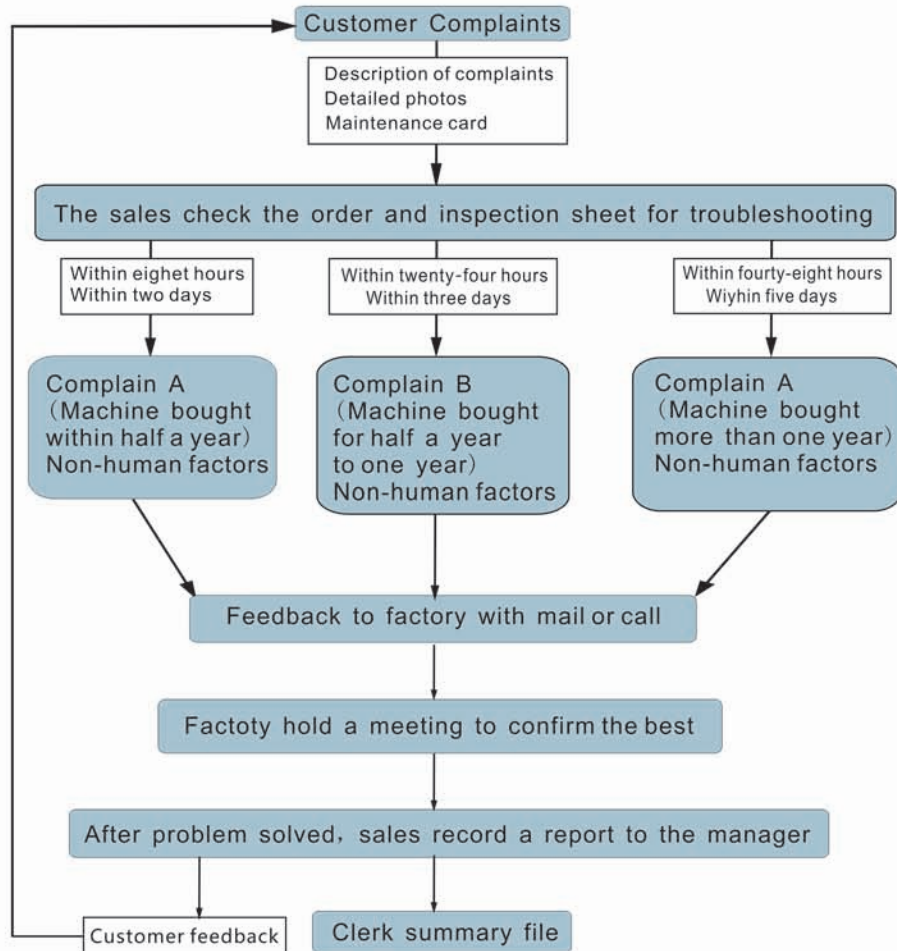 Customer Complaints
Description of complaints
Detailed photos
Maintenance card
The sales check the order and inspection sheet for troubleshooting
Within eighet hours
Within two days
Within twenty-four hours
Within three days
Within fourty-eight hours
Wiyhin five days
Complain A
(Machine bought
within half a year)
Non-human factors
Complain B
(Machine bought
for half a year
to one year)
Non-human factors
Complain A
(Machine bought
more than one year)
Non-human factors
Feedback to factory with mail or call
Factoty hold a meeting to confirm the best
After problem solved, sales record a report to the manager
Customer feedback
Clerk summary file